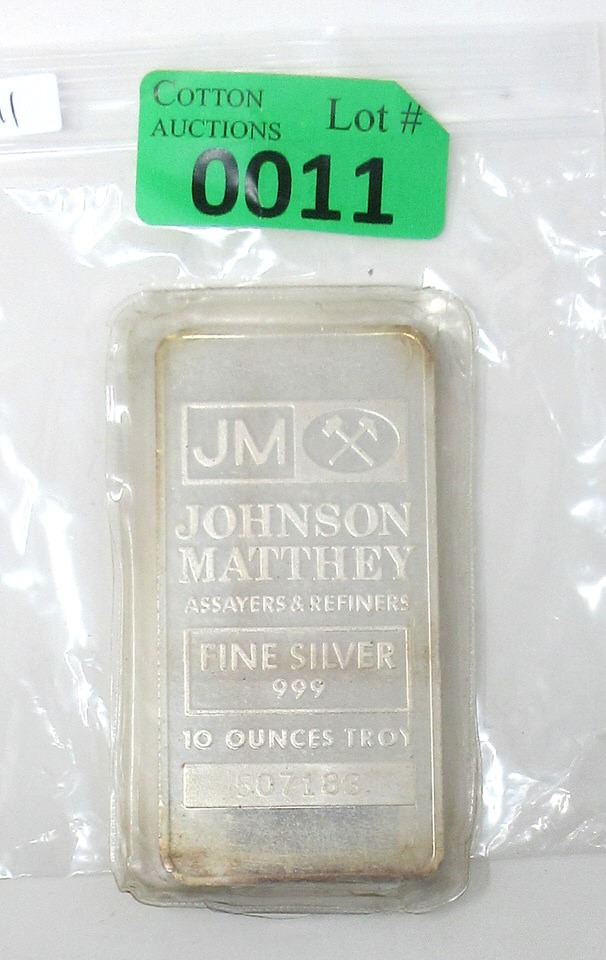 COTTON
AUCTIONS
Lot #
0011
JM
JOHNSON
MATTHEY
ASSAYERS & REFINERS
FINE SILVER
999
10 OUNCES TROY